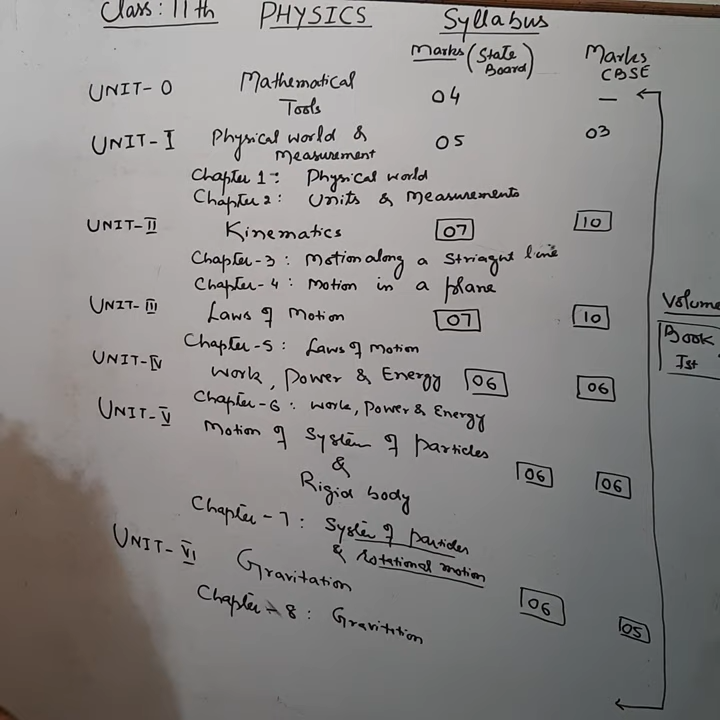 Class: 11th PHYSICS Syllabus
Marks (State Board) Marks CBSE
UNIT-0 Mathematical Tools 04 —
UNIT-I Physical world & Measurement 05 03
Chapter 1: Physical world
Chapter 2: Units & Measurements
UNIT-II Kinematics 07 10
Chapter-3: Motion along a Striaght line
Chapter-4: Motion in a plane
UNIT-III Laws of Motion 07 10
Chapter-5: Laws of Motion
UNIT-IV Work, Power & Energy 06 06
Chapter-6: Work, Power & Energy
UNIT-V Motion of System of Particles
&
Rigid body 06 06
Chapter-7: System of Particles
& Rotational motion
UNIT-VI Gravitation 06 05
Chapter-8: Gravitition
Volume
Book
Ist